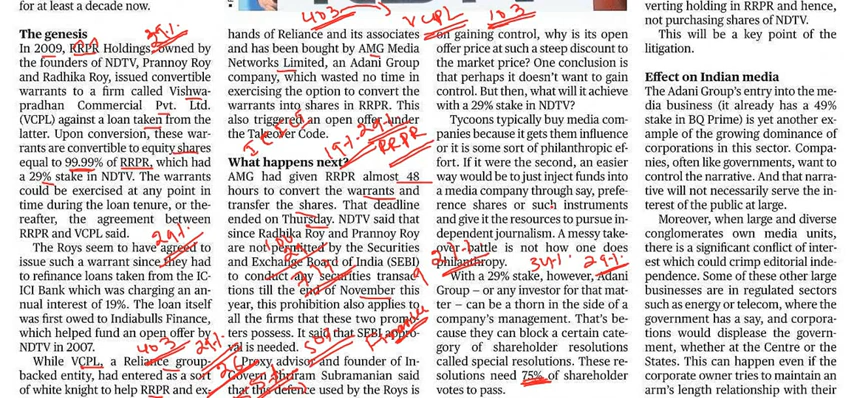 for at least a decade now.
The genesis
In 2009, RRPR Holdings, owned by
the founders of NDTV, Prannoy Roy
and Radhika Roy, issued convertible
warrants to a firm called Vishwa-
pradhan Commercial Pvt. Ltd.
(VCPL) against a loan taken from the
latter. Upon conversion, these war-
rants are convertible to equity shares
equal to 99.99% of RRPR, which had
a 29% stake in NDTV. The warrants
could be exercised at any point in
time during the loan tenure, or the-
reafter, the agreement between
RRPR and VCPL said.
The Roys seem to have agreed to
issue such a warrant since they had
to refinance loans taken from the IC-
ICI Bank which was charging an an-
nual interest of 19%. The loan itself
was first owed to Indiabulls Finance,
which helped fund an open offer by
NDTV in 2007.
While VCPL, a Reliance group-
backed entity, had entered as a sort
of white knight to help RRPR and ex-
29%
403
29%
29%
403
hands of Reliance and its associates
and has been bought by AMG Media
Networks Limited, an Adani Group
company, which wasted no time in
exercising the option to convert the
warrants into shares in RRPR. This
also triggered an open offer under
the Takeover Code.
What happens next?
AMG had given RRPR almost 48
hours to convert the warrants and
transfer the shares. That deadline
ended on Thursday. NDTV said that
since Radhika Roy and Prannoy Roy
are not permitted by the Securities
and Exchange Board of India (SEBI)
to conduct any securities transac-
tions till the end of November this
year, this prohibition also applies to
all the firms that these two promo-
ters possess. It said that SEBI appro-
val is needed.
Proxy advisor and founder of In-
Govern Shriram Subramanian said
that this defence used by the Roys is
29%
RRPR
VCPL
103
on gaining control, why is its open
offer price at such a steep discount to
the market price? One conclusion is
that perhaps it doesn't want to gain
control. But then, what will it achieve
with a 29% stake in NDTV?
Tycoons typically buy media com-
panies because it gets them influence
or it is some sort of philanthropic ef-
fort. If it were the second, an easier
way would be to just inject funds into
a media company through say, prefe-
rence shares or such instruments
and give it the resources to pursue in-
dependent journalism. A messy take-
over battle is not how one does
philanthropy.
29%
With a 29% stake, however, Adani
Group – or any investor for that mat-
ter – can be a thorn in the side of a
company's management. That's be-
cause they can block a certain cate-
gory of shareholder resolutions
called special resolutions. These re-
solutions need 75% of shareholder
votes to pass.
verting holding in RRPR and hence,
not purchasing shares of NDTV.
This will be a key point of the
litigation.
Effect on Indian media
The Adani Group's entry into the me-
dia business (it already has a 49%
stake in BQ Prime) is yet another ex-
ample of the growing dominance of
corporations in this sector. Compa-
nies, often like governments, want to
control the narrative. And that narra-
tive will not necessarily serve the in-
terest of the public at large.
Moreover, when large and diverse
conglomerates own media units,
there is a significant conflict of inter-
est which could crimp editorial inde-
pendence. Some of these other large
businesses are in regulated sectors
such as energy or telecom, where the
government has a say, and corpora-
tions would displease the govern-
ment, whether at the Centre or the
States. This can happen even if the
corporate owner tries to maintain an
arm's length relationship with their